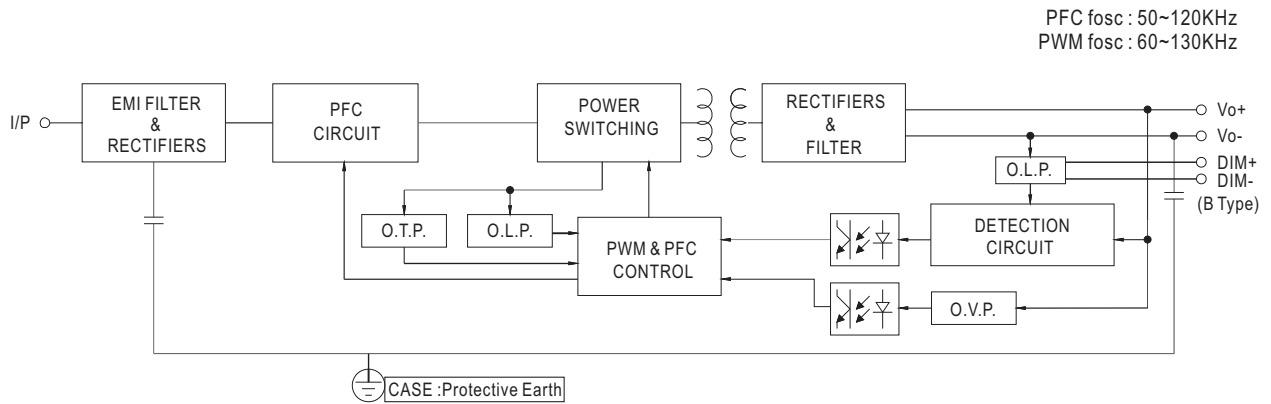 PFC fosc : 50~120KHz
PWM fosc : 60~130KHz
I/P
EMI FILTER
&
RECTIFIERS
PFC
CIRCUIT
POWER
SWITCHING
RECTIFIERS
&
FILTER
Vo+
Vo-
DIM+
DIM-
(B Type)
O.L.P.
O.T.P.
O.L.P.
PWM & PFC
CONTROL
DETECTION
CIRCUIT
O.V.P.
CASE :Protective Earth